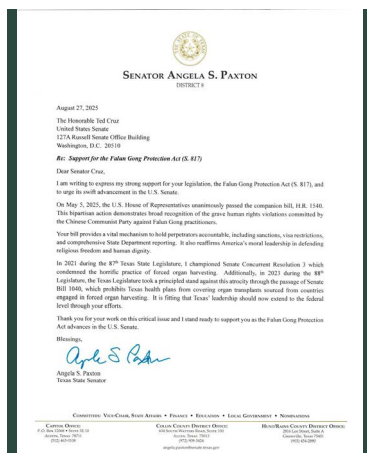 SENATOR ANGELA S. PAXTON
DISTRICT 8
August 27, 2025
The Honorable Ted Cruz
United States Senate
127A Russell Senate Office Building
Washington, D.C. 20510
Re: Support for the Falun Gong Protection Act (S. 817)
Dear Senator Cruz,
I am writing to express my strong support for your legislation, the Falun Gong Protection Act (S. 817), and
to urge its swift advancement in the U.S. Senate.
On May 5, 2025, the U.S. House of Representatives unanimously passed the companion bill, H.R. 1540.
This bipartisan action demonstrates broad recognition of the grave human rights violations committed by
the Chinese Communist Party against Falun Gong practitioners.
Your bill provides a vital mechanism to hold perpetrators accountable, including sanctions, visa restrictions,
and comprehensive State Department reporting. It also reaffirms America's moral leadership in defending
religious freedom and human dignity.
In 2021 during the 87th Texas State Legislature, I championed Senate Concurrent Resolution 3 which
condemned the horrific practice of forced organ harvesting. Additionally, in 2023 during the 88th
Legislature, the Texas Legislature took a principled stand against this atrocity through the passage of Senate
Bill 1040, which prohibits Texas health plans from covering organ transplants sourced from countries
engaged in forced organ harvesting. It is fitting that Texas' leadership should now extend to the federal
level through your efforts.
Thank you for your work on this critical issue and I stand ready to support you as the Falun Gong Protection
Act advances in the U.S. Senate.
Blessings,
Angela S. Paxton
Texas State Senator
COMMITTEES: VICE-CHAIR, STATE AFFAIRS • FINANCE • EDUCATION • LOCAL GOVERNMENT • NOMINATIONS
CAPITOL OFFICE:
P.O. Box 12068 •
AUSTIN, TEXAS 78711
COLLIN COUNTY DISTRICT OFFICE:
HUNT/RAINS COUNTY DISTRICT OFFICE:
angela.paxton@senate.texas.gov